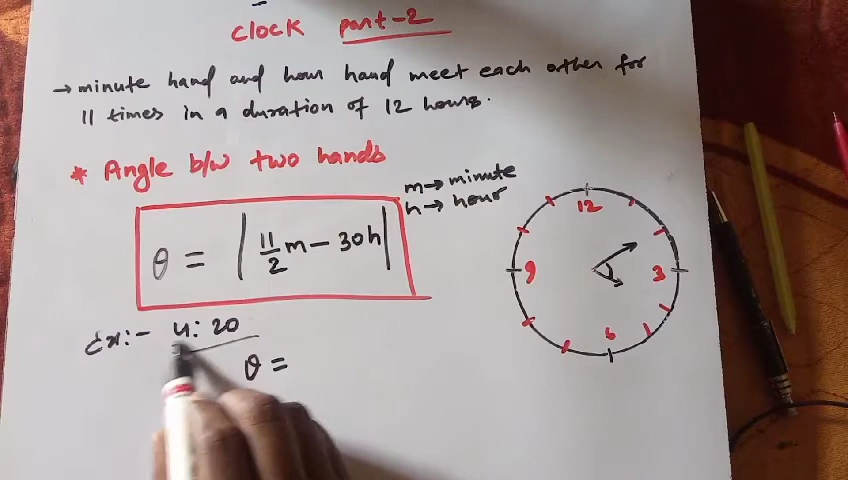 Clock part-2
→ minute hand and hour hand meet each other for
11 times in a duration of 12 hours.
* Angle b/w two hands
m → minute
h → hour
θ = | 11/2 m - 30h |
Ex:- 4:20
θ =
12
3
6
9